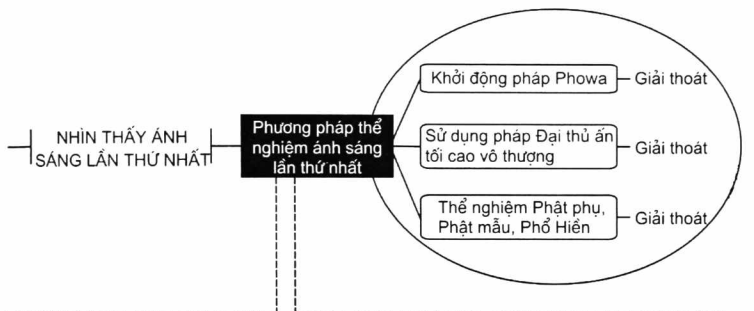 NHÌN THẤY ÁNH
SÁNG LẦN THỨ NHẤT
Phương pháp thể
nghiệm ánh sáng
lần thứ nhất
Khởi động pháp Phowa
Giải thoát
Sử dụng pháp Đại thủ ấn
tối cao vô thượng
Giải thoát
Thể nghiệm Phật phụ,
Phật mẫu, Phổ Hiền
Giải thoát